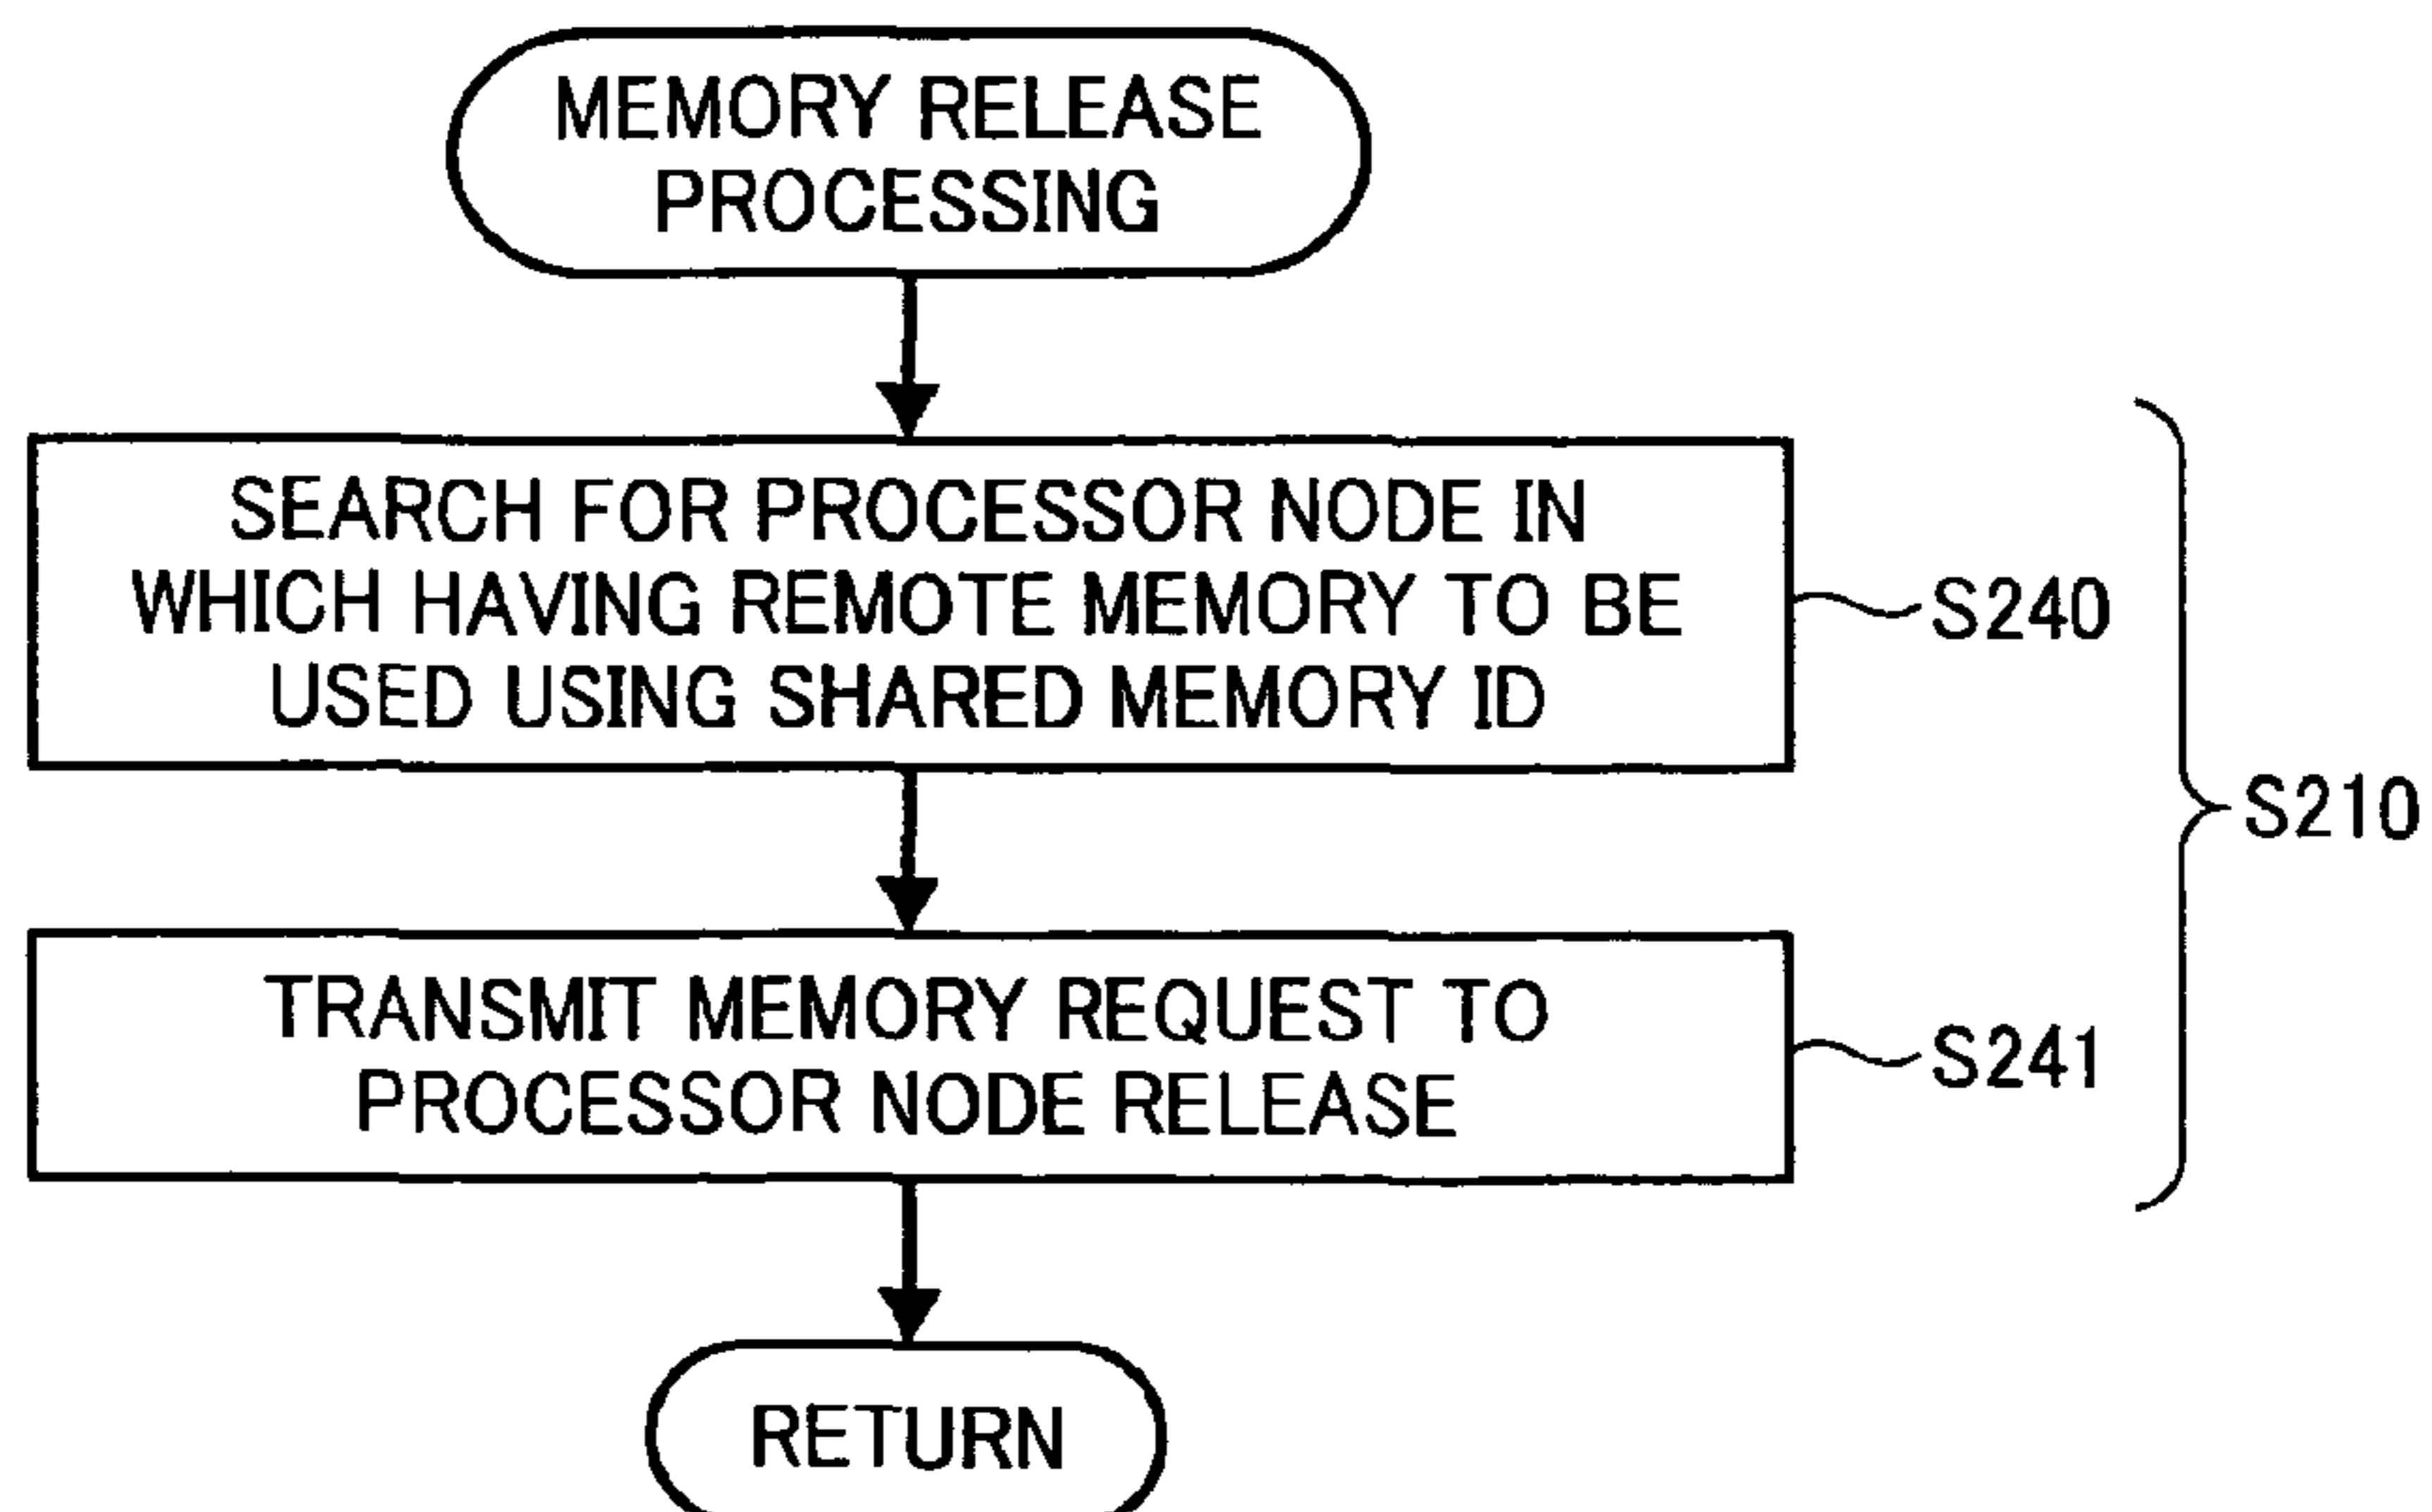 MEMORY RELEASE
PROCESSING
SEARCH FOR PROCESSOR NODE IN
WHICH HAVING REMOTE MEMORY TO BE
USED USING SHARED MEMORY ID
S240
S210
TRANSMIT MEMORY REQUEST TO
PROCESSOR NODE RELEASE
S241
RETURN